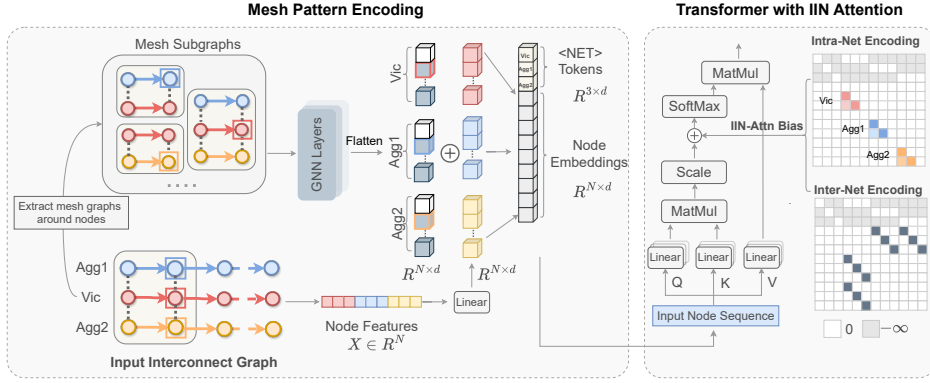 Mesh Pattern Encoding
Transformer with IIN Attention
Mesh Subgraphs
....
GNN Layers
Flatten
Extract mesh graphs
around nodes
Vic
Agg1
Agg2
R^{N×d}
R^{N×d}
Vic
Agg1
Agg2
<NET>
Tokens
R^{3×d}
Node
Embeddings
R^{N×d}
Agg1
Vic
Agg2
Input Interconnect Graph
Node Features
X ∈ R^N
Linear
MatMul
SoftMax
IIN-Attn Bias
Scale
MatMul
Linear
Linear
Linear
Q
K
V
Input Node Sequence
Intra-Net Encoding
Vic
Agg1
Agg2
Inter-Net Encoding
0
−∞